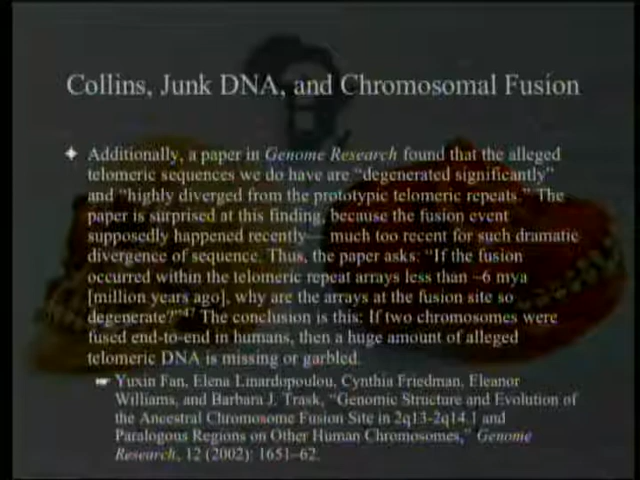 Collins, Junk DNA, and Chromosomal Fusion
Additionally, a paper in Genome Research found that the alleged
telomeric sequences we do have are “degenerated significantly”
and “highly diverged from the prototypic telomeric repeats.” The
paper is surprised at this finding, because the fusion event
supposedly happened recently— much too recent for such dramatic
divergence of sequence. Thus, the paper asks: “If the fusion
occurred within the telomeric repeat arrays less than ~6 mya
[million years ago], why are the arrays at the fusion site so
degenerate?”47 The conclusion is this: If two chromosomes were
fused end-to-end in humans, then a huge amount of alleged
telomeric DNA is missing or garbled.
Yuxin Fan, Elena Linardopoulou, Cynthia Friedman, Eleanor
Williams, and Barbara J. Trask, “Genomic Structure and Evolution of
the Ancestral Chromosome Fusion Site in 2q13-2q14.1 and
Paralogous Regions on Other Human Chromosomes,” Genome
Research, 12 (2002): 1651–62.